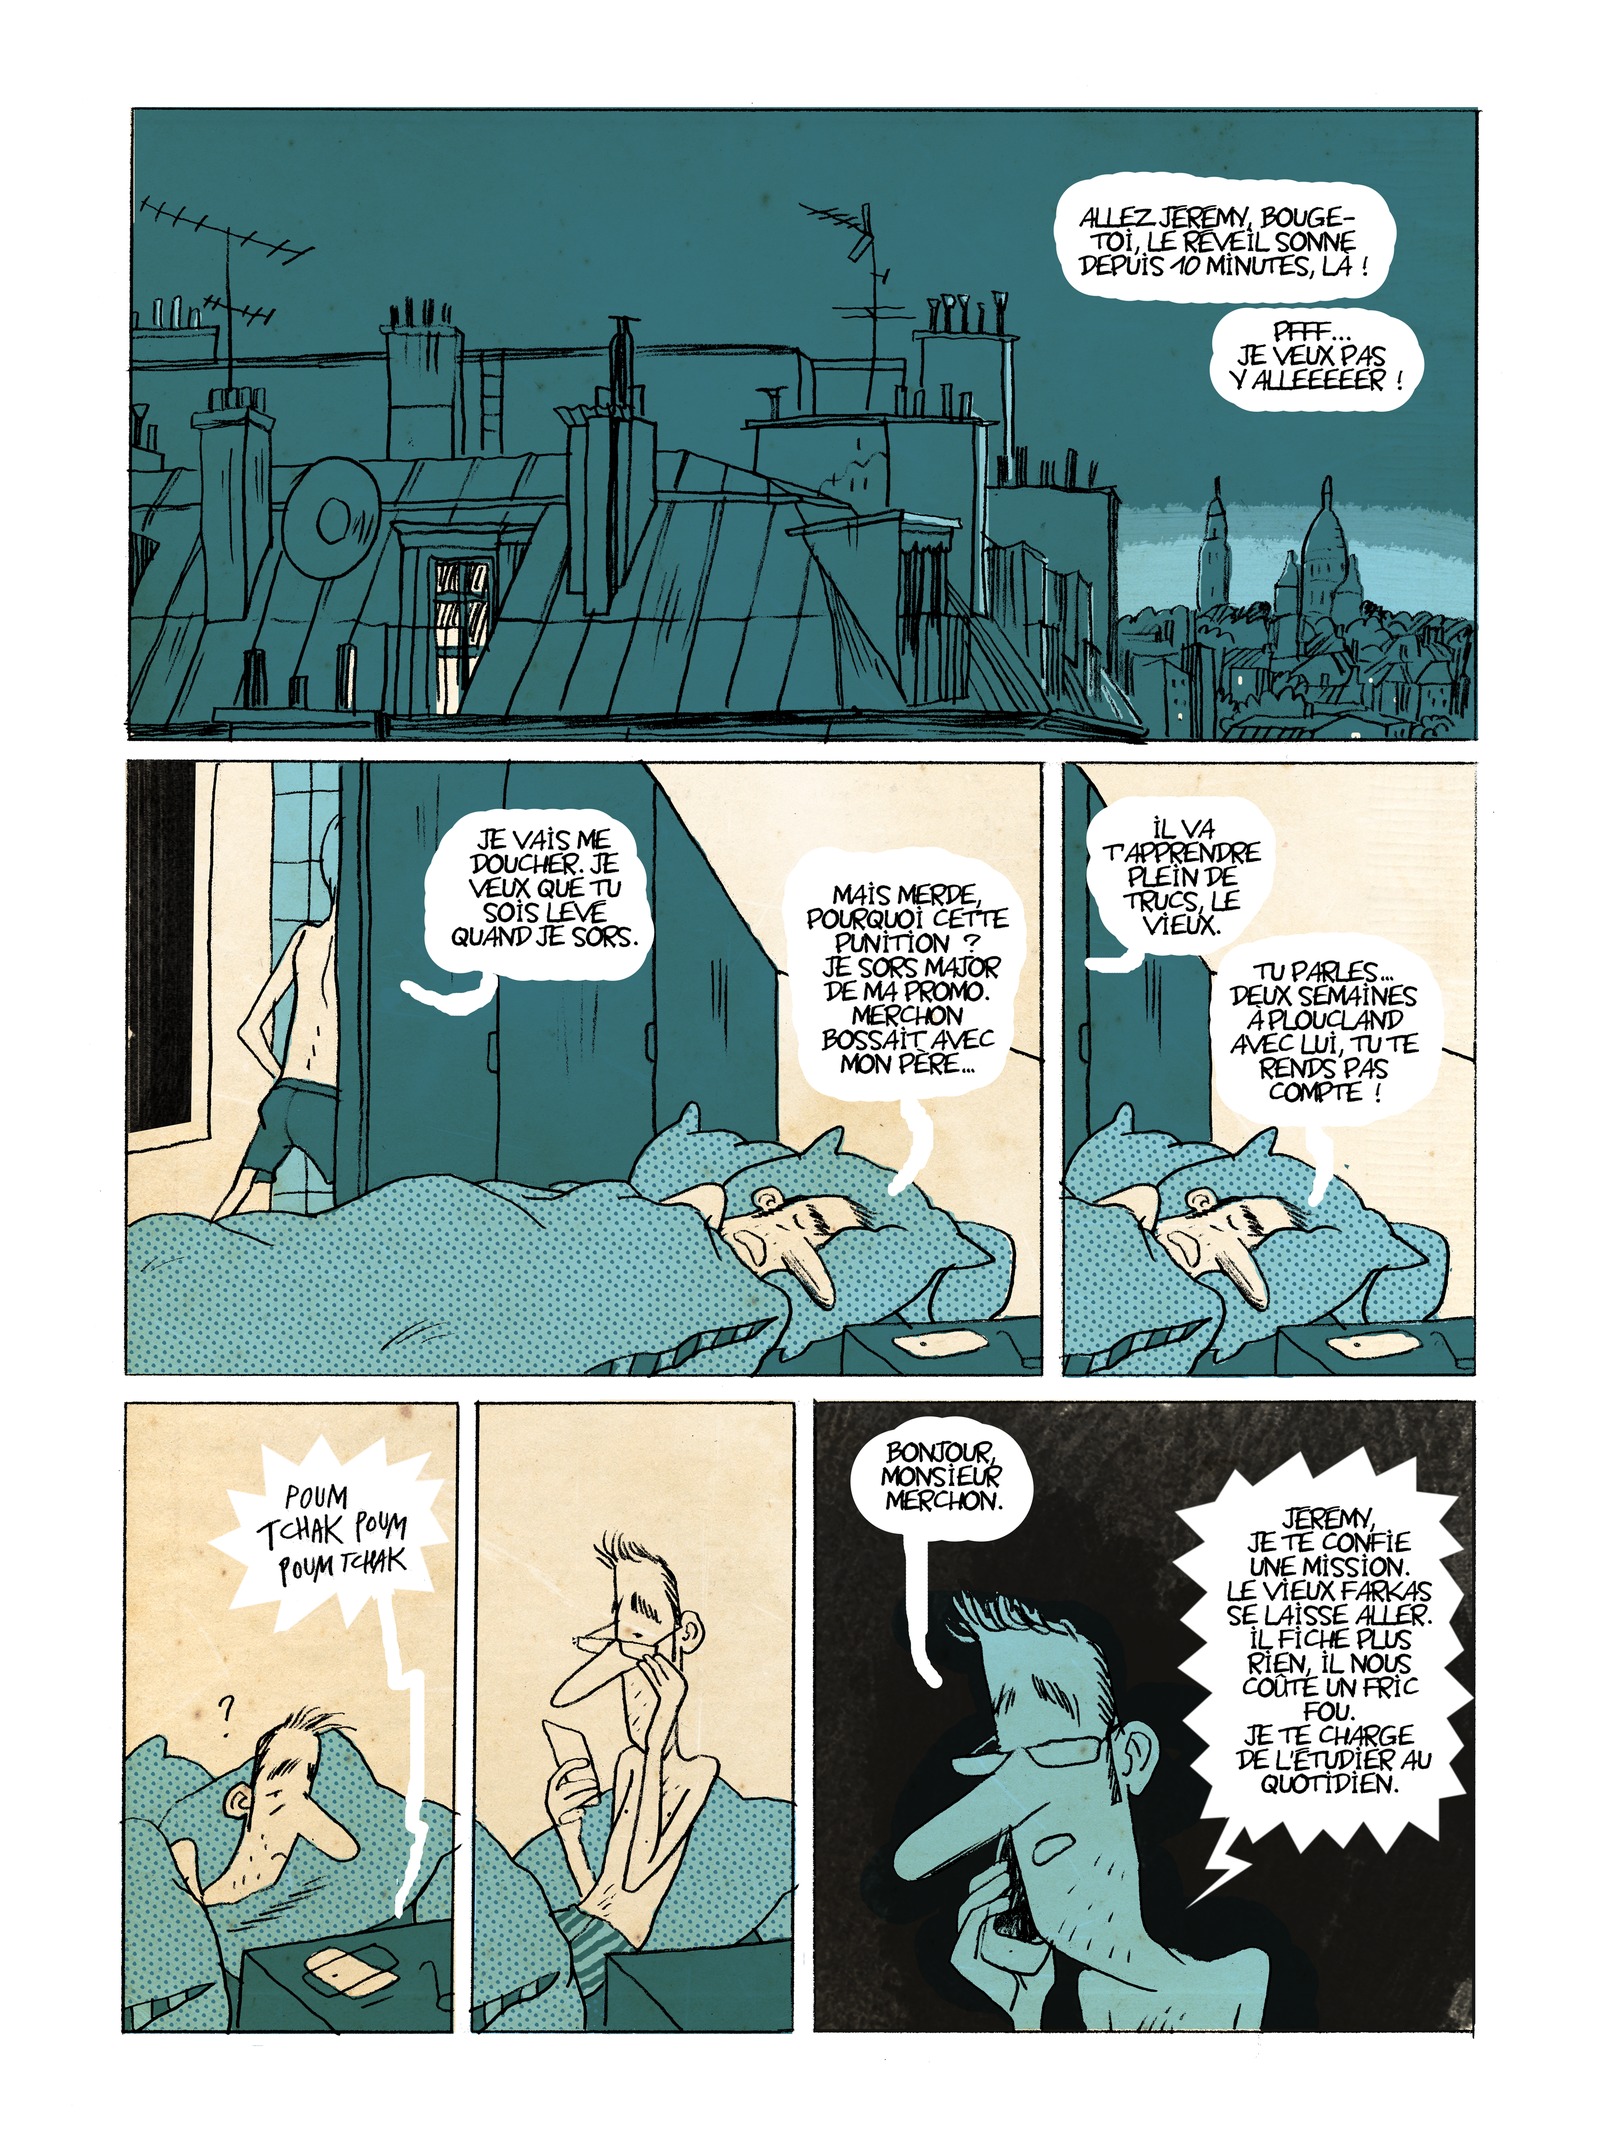 ALLEZ JÉRÉMY, BOUGE-
TOI, LE RÉVEIL SONNE
DEPUIS 10 MINUTES, LÀ !
PFFF...
JE VEUX PAS
Y ALLEEEEER !
JE VAIS ME
DOUCHER. JE
VEUX QUE TU
SOIS LEVÉ
QUAND JE SORS.
MAIS MERDE,
POURQUOI CETTE
PUNITION ?
JE SORS MAJOR
DE MA PROMO.
MERCHON
BOSSAIT AVEC
MON PÈRE...
IL VA
T'APPRENDRE
PLEIN DE
TRUCS, LE
VIEUX.
TU PARLES...
DEUX SEMAINES
À PLOUCLAND
AVEC LUI, TU TE
RENDS PAS
COMPTE !
POUM
TCHAK POUM
POUM TCHAK
?
BONJOUR,
MONSIEUR
MERCHON.
JÉRÉMY,
JE TE CONFIE
UNE MISSION.
LE VIEUX FARKAS
SE LAISSE ALLER.
IL FICHE PLUS
RIEN, IL NOUS
COÛTE UN FRIC
FOU.
JE TE CHARGE
DE L'ÉTUDIER AU
QUOTIDIEN.